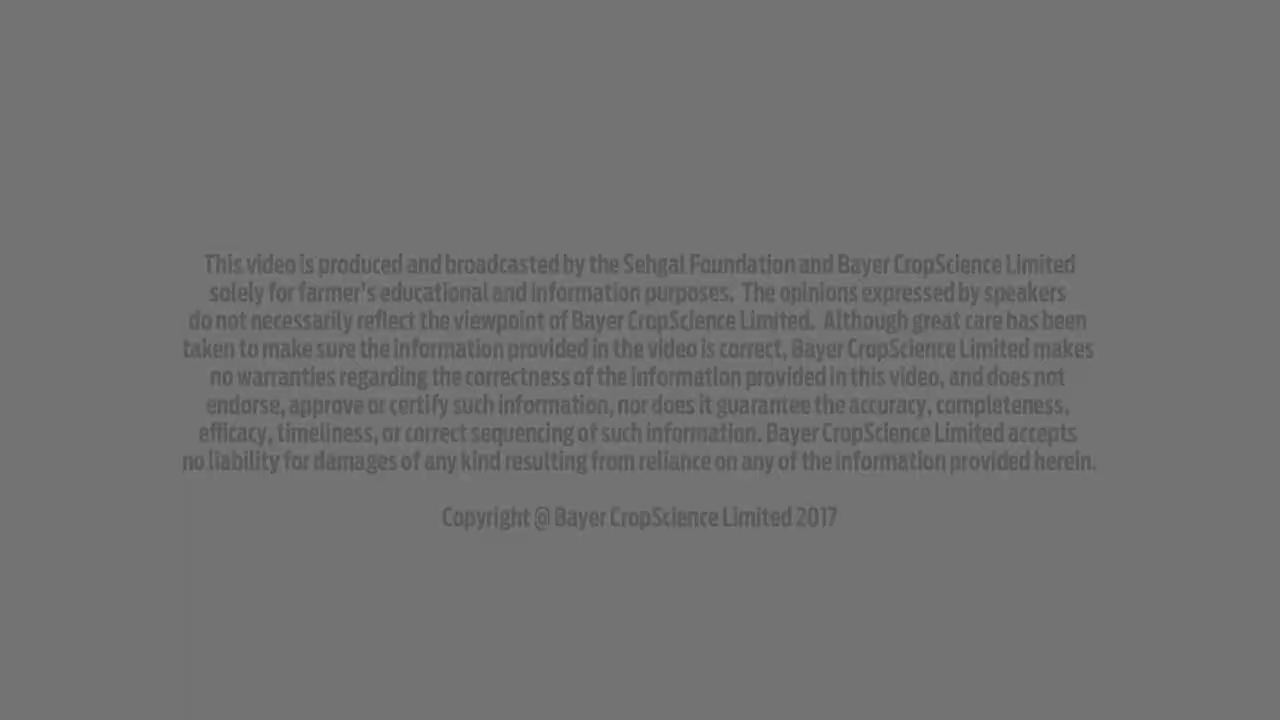 This video is produced and broadcasted by the Sehgal Foundation and Bayer CropScience Limited
solely for farmer's educational and information purposes. The opinions expressed by speakers
do not necessarily reflect the viewpoint of Bayer CropScience Limited. Although great care has been
taken to make sure the information provided in the video is correct, Bayer CropScience Limited makes
no warranties regarding the correctness of the information provided in this video, and does not
endorse, approve or certify such information, nor does it guarantee the accuracy, completeness,
efficacy, timeliness, or correct sequencing of such information. Bayer CropScience Limited accepts
no liability for damages of any kind resulting from reliance on any of the information provided herein.
Copyright @ Bayer CropScience Limited 2017